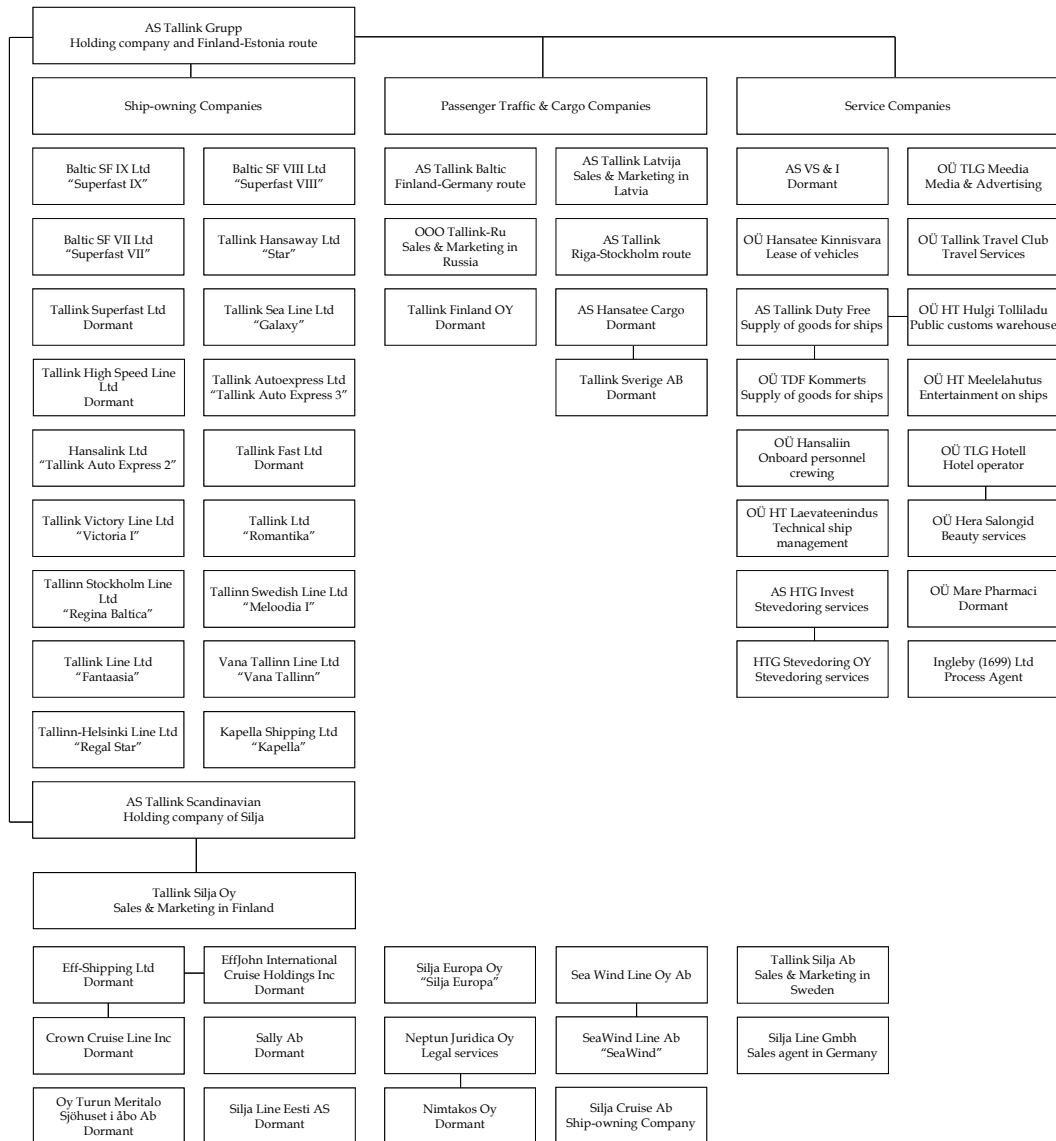 AS Tallink Grupp
Holding company and Finland-Estonia route
Ship-owning Companies
Passenger Traffic & Cargo Companies
Service Companies
Baltic SF IX Ltd
“Superfast IX”
Baltic SF VIII Ltd
“Superfast VIII”
AS Tallink Baltic
Finland-Germany route
AS Tallink Latvija
Sales & Marketing in
Latvia
AS VS & I
Dormant
OÜ TLG Meedia
Media & Advertising
Baltic SF VII Ltd
“Superfast VII”
Tallink Hansaway Ltd
“Star”
OOO Tallink-Ru
Sales & Marketing in
Russia
AS Tallink
Riga-Stockholm route
OÜ Hansatee Kinnisvara
Lease of vehicles
OÜ Tallink Travel Club
Travel Services
Tallink Superfast Ltd
Dormant
Tallink Sea Line Ltd
“Galaxy”
Tallink Finland OY
Dormant
AS Hansatee Cargo
Dormant
AS Tallink Duty Free
Supply of goods for ships
OÜ HT Hulgi Tolliladu
Public customs warehouse
Tallink High Speed Line
Ltd
Dormant
Tallink Autoexpress Ltd
“Tallink Auto Express 3”
Tallink Sverige AB
Dormant
OÜ TDF Kommerts
Supply of goods for ships
OÜ HT Meelelahutus
Entertainment on ships
Hansalink Ltd
“Tallink Auto Express 2”
Tallink Fast Ltd
Dormant
OÜ Hansaliin
Onboard personnel
crewing
OÜ TLG Hotell
Hotel operator
Tallink Victory Line Ltd
“Victoria I”
Tallink Ltd
“Romantika”
OÜ HT Laevateenindus
Technical ship
management
OÜ Hera Salongid
Beauty services
Tallinn Stockholm Line
Ltd
“Regina Baltica”
Tallinn Swedish Line Ltd
“Meloodia I”
AS HTG Invest
Stevedoring services
OÜ Mare Pharmaci
Dormant
Tallink Line Ltd
“Fantaasia”
Vana Tallinn Line Ltd
“Vana Tallinn”
HTG Stevedoring OY
Stevedoring services
Ingleby (1699) Ltd
Process Agent
Tallinn-Helsinki Line Ltd
“Regal Star”
Kapella Shipping Ltd
“Kapella”
AS Tallink Scandinavian
Holding company of Silja
Tallink Silja Oy
Sales & Marketing in Finland
Eff-Shipping Ltd
Dormant
EffJohn International
Cruise Holdings Inc
Dormant
Silja Europa Oy
“Silja Europa”
Sea Wind Line Oy Ab
Tallink Silja Ab
Sales & Marketing in
Sweden
Crown Cruise Line Inc
Dormant
Sally Ab
Dormant
Neptun Juridica Oy
Legal services
SeaWind Line Ab
“SeaWind”
Silja Line Gmbh
Sales agent in Germany
Oy Turun Meritalo
Sjöhuset i åbo Ab
Dormant
Silja Line Eesti AS
Dormant
Nimtakos Oy
Dormant
Silja Cruise Ab
Ship-owning Company